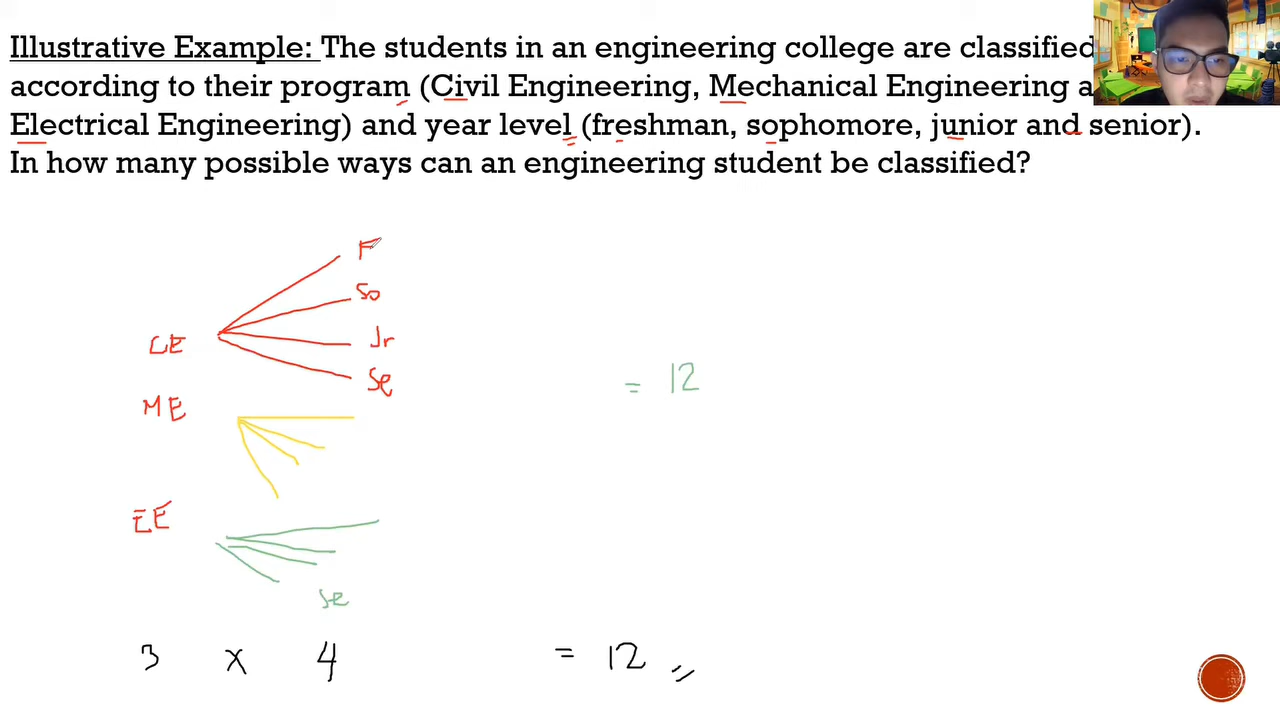 Illustrative Example: The students in an engineering college are classified
according to their program (Civil Engineering, Mechanical Engineering a
Electrical Engineering) and year level (freshman, sophomore, junior and senior).
In how many possible ways can an engineering student be classified?
F
So
CE
Jr
Se
= 12
ME
EE
Se
3 x 4 = 12